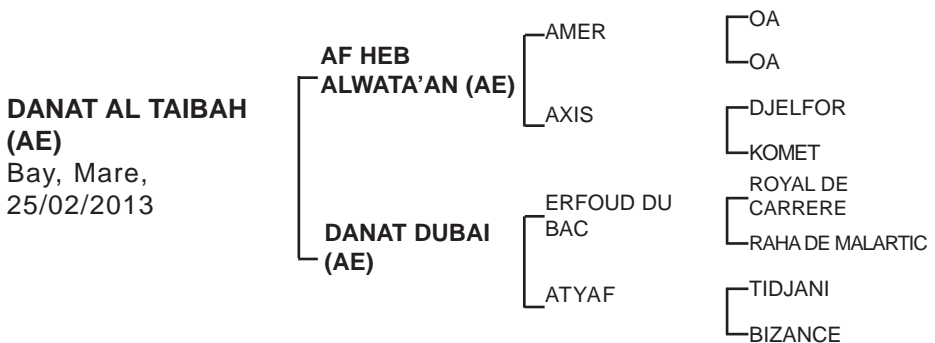 DANAT AL TAIBAH
(AE)
Bay, Mare,
25/02/2013
AF HEB
ALWATA'AN (AE)
DANAT DUBAI
(AE)
AMER
AXIS
ERFOUD DU
BAC
ATYAF
OA
OA
DJELFOR
KOMET
ROYAL DE
CARRERE
RAHA DE MALARTIC
TIDJANI
BIZANCE